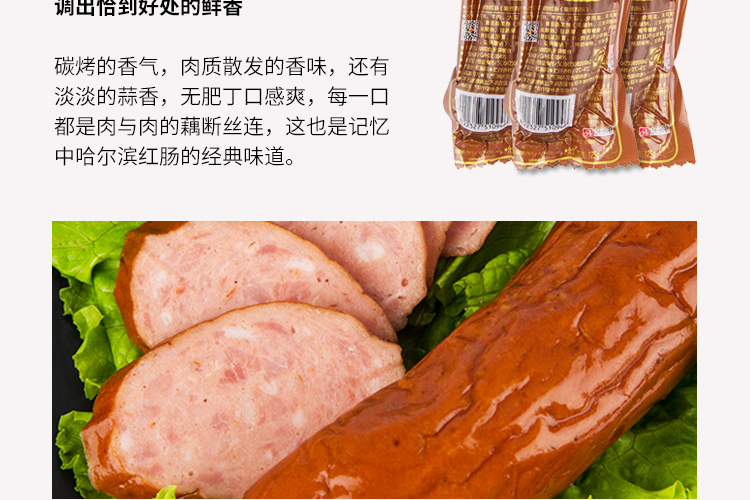 调出恰到好处的鲜香
碳烤的香气，肉质散发的香味，还有
淡淡的蒜香，无肥丁口感爽，每一口
都是肉与肉的藕断丝连，这也是记忆
中哈尔滨红肠的经典味道。